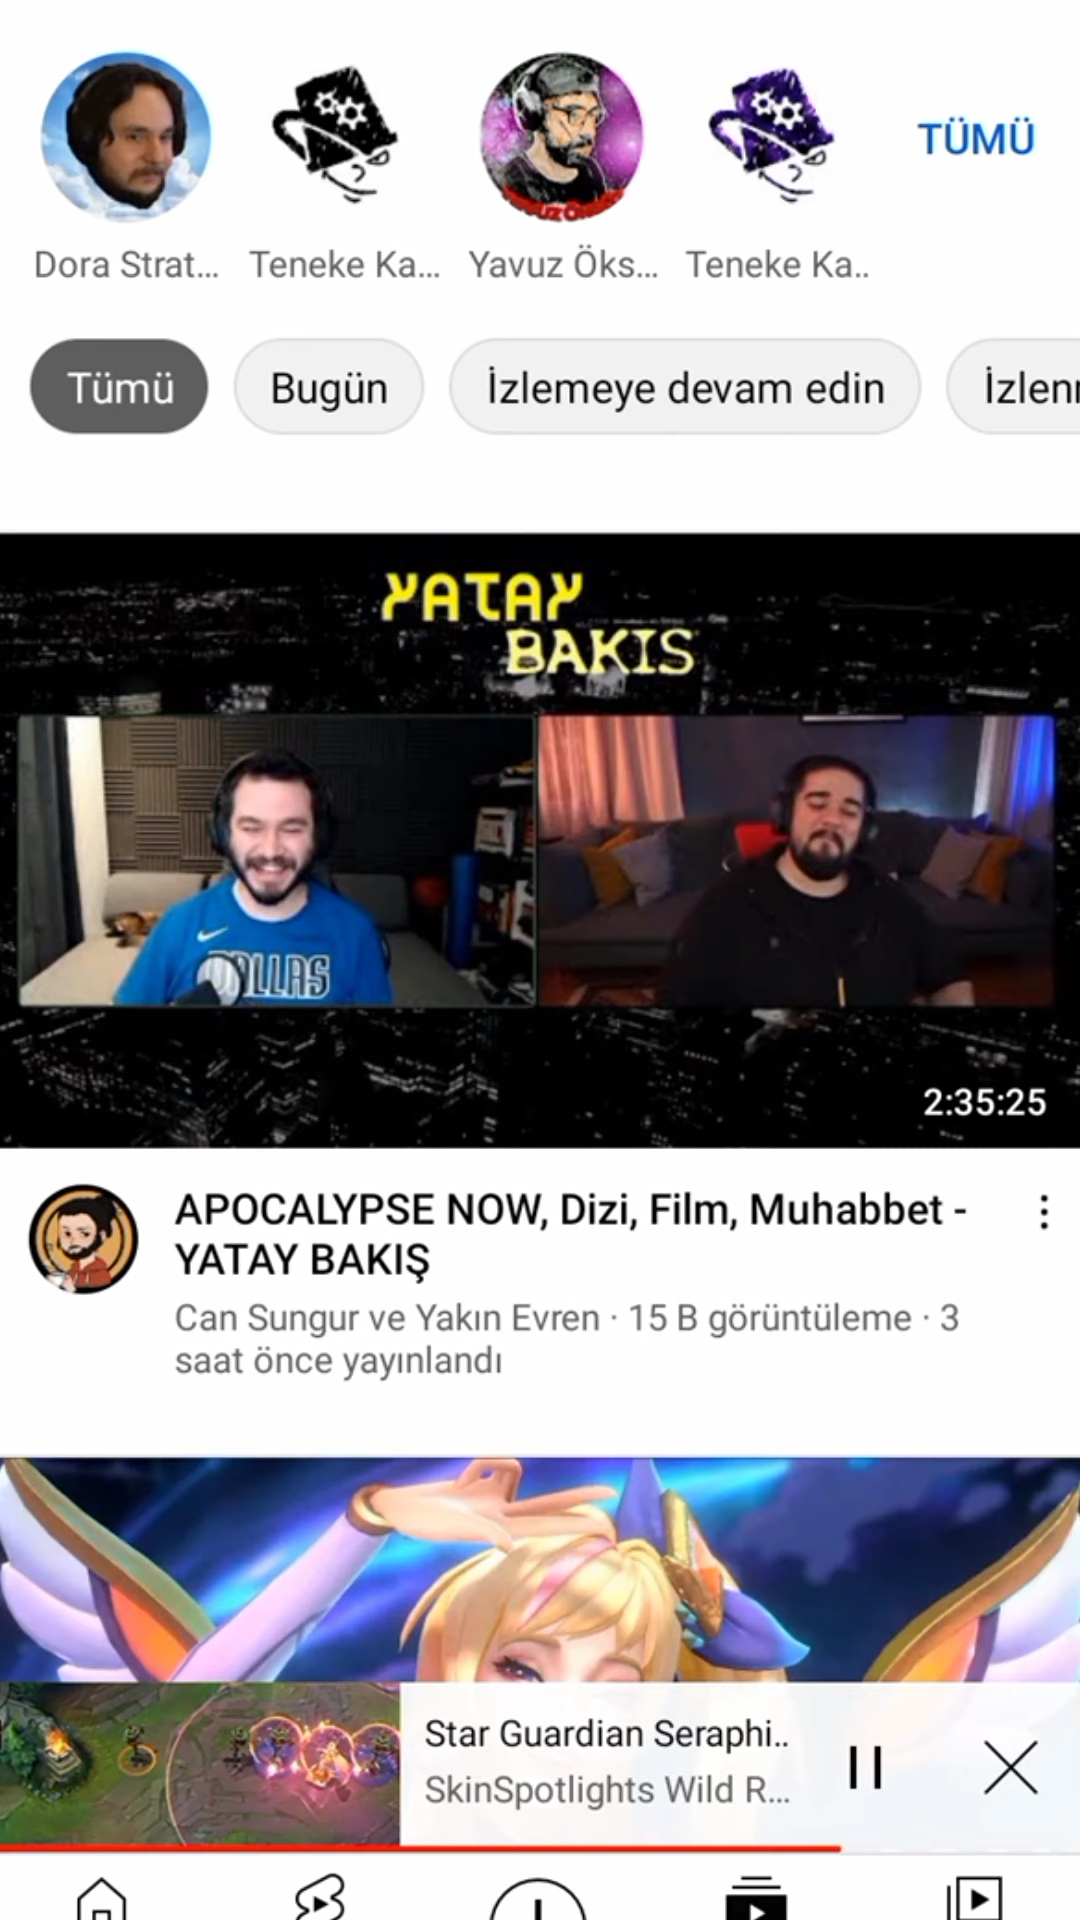 TÜMÜ
Dora Strat... Teneke Ka... Yavuz Öks... Teneke Ka..
Tümü Bugün İzlemeye devam edin
YATAY
BAKIS
DALLAS
2:35:25
APOCALYPSE NOW, Dizi, Film, Muhabbet -
YATAY BAKIŞ
Can Sungur ve Yakın Evren · 15 B görüntüleme · 3
saat önce yayınlandı
Star Guardian Seraphi..
SkinSpotlights Wild R...